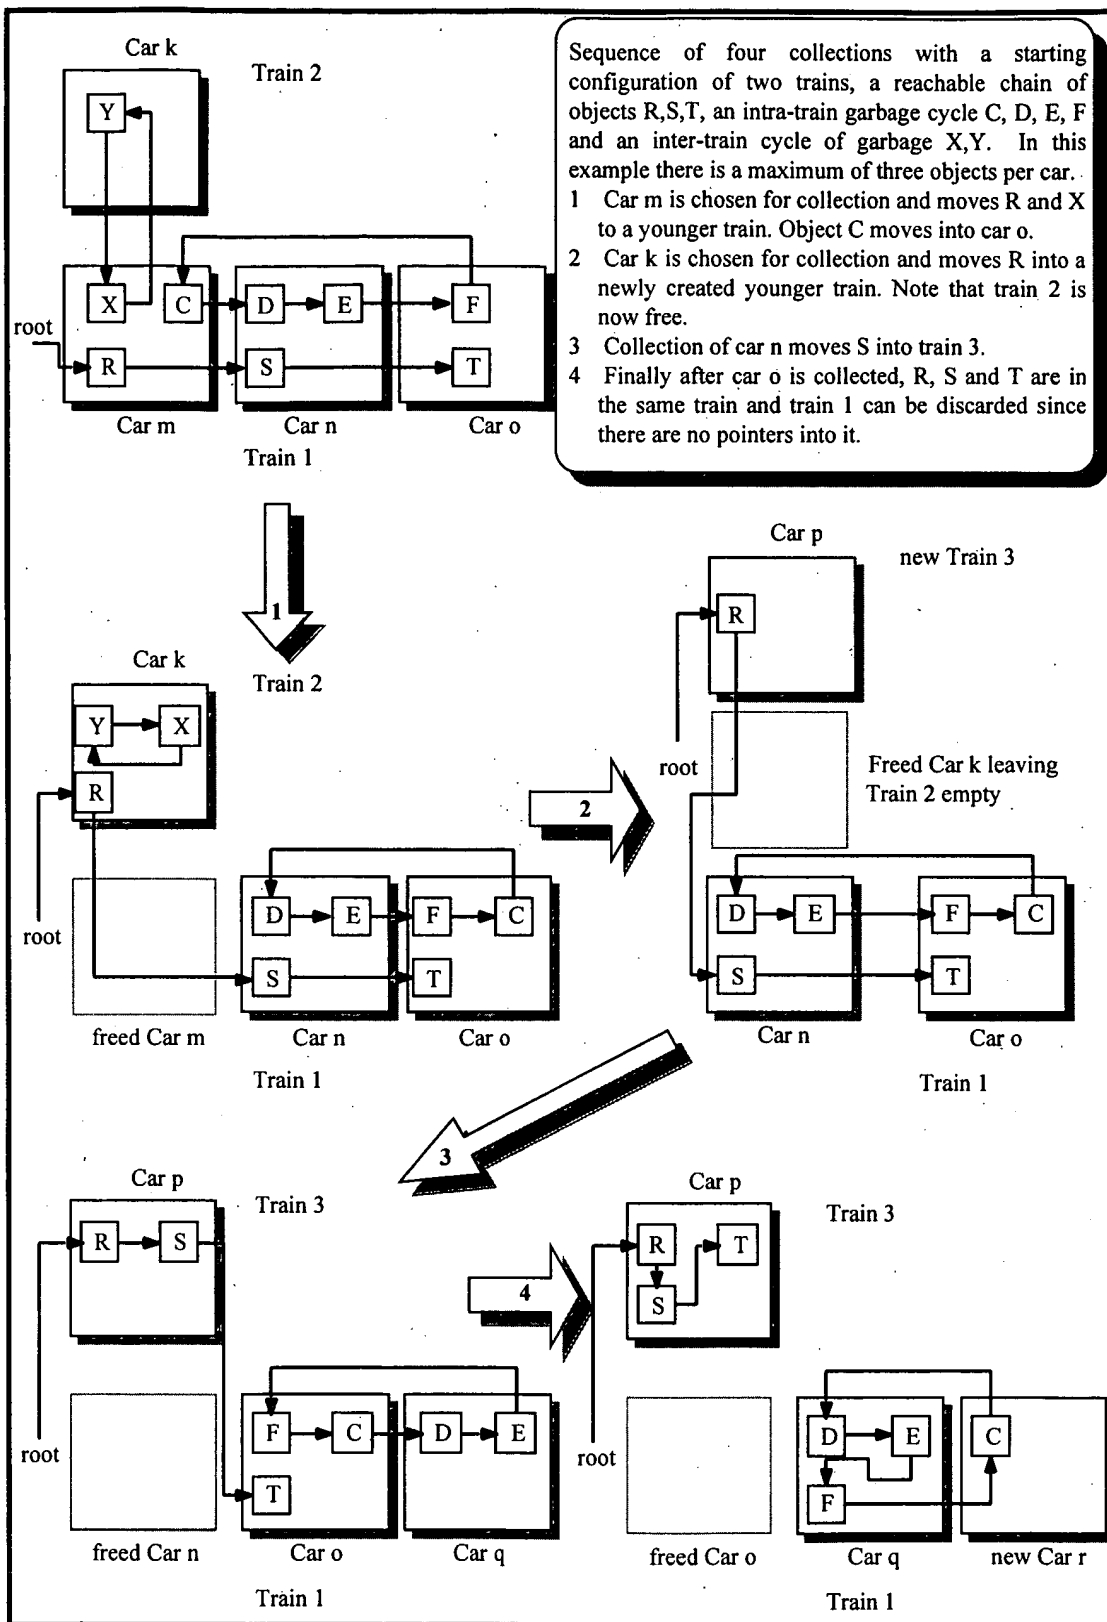 Car k
Train 2
Y
X
C
D
E
F
root
R
S
T
Car m
Car n
Car o
Train 1
Sequence of four collections with a starting
configuration of two trains, a reachable chain of
objects R,S,T, an intra-train garbage cycle C, D, E, F
and an inter-train cycle of garbage X,Y. In this
example there is a maximum of three objects per car.
1 Car m is chosen for collection and moves R and X
to a younger train. Object C moves into car o.
2 Car k is chosen for collection and moves R into a
newly created younger train. Note that train 2 is
now free.
3 Collection of car n moves S into train 3.
4 Finally after car o is collected, R, S and T are in
the same train and train 1 can be discarded since
there are no pointers into it.
1
Car k
Train 2
Y
X
R
root
D
E
F
C
S
T
freed Car m
Car n
Car o
Train 1
2
Car p
new Train 3
R
root
Freed Car k leaving
Train 2 empty
D
E
F
C
S
T
Car n
Car o
Train 1
3
Car p
Train 3
R
S
root
F
C
D
E
T
freed Car n
Car o
Car q
Train 1
4
Car p
Train 3
R
T
S
root
D
E
C
F
freed Car o
Car q
new Car r
Train 1